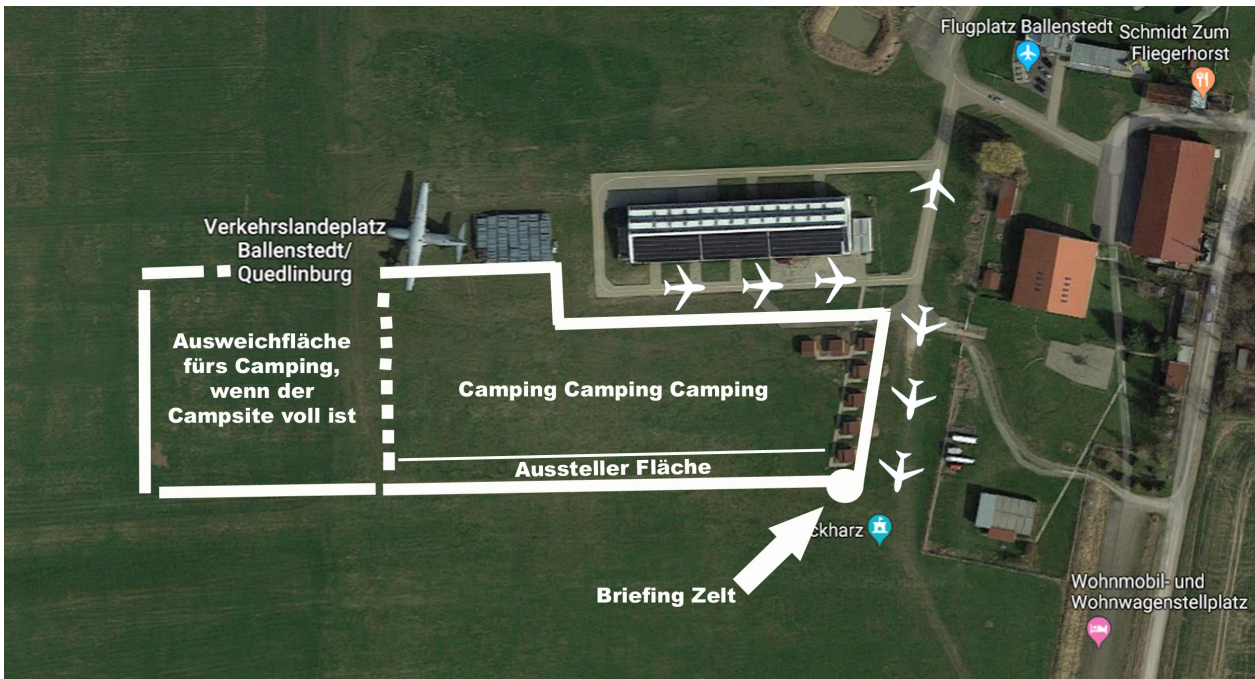 Flugplatz Ballenstedt
Schmidt Zum
Fliegerhorst
Verkehrslandeplatz
Ballenstedt/
Quedlinburg
Ausweichfläche
fürs Camping,
wenn der
Campsite voll ist
Camping Camping Camping
Aussteller Fläche
ckharz
Briefing Zelt
Wohnmobil- und
Wohnwagenstellplatz